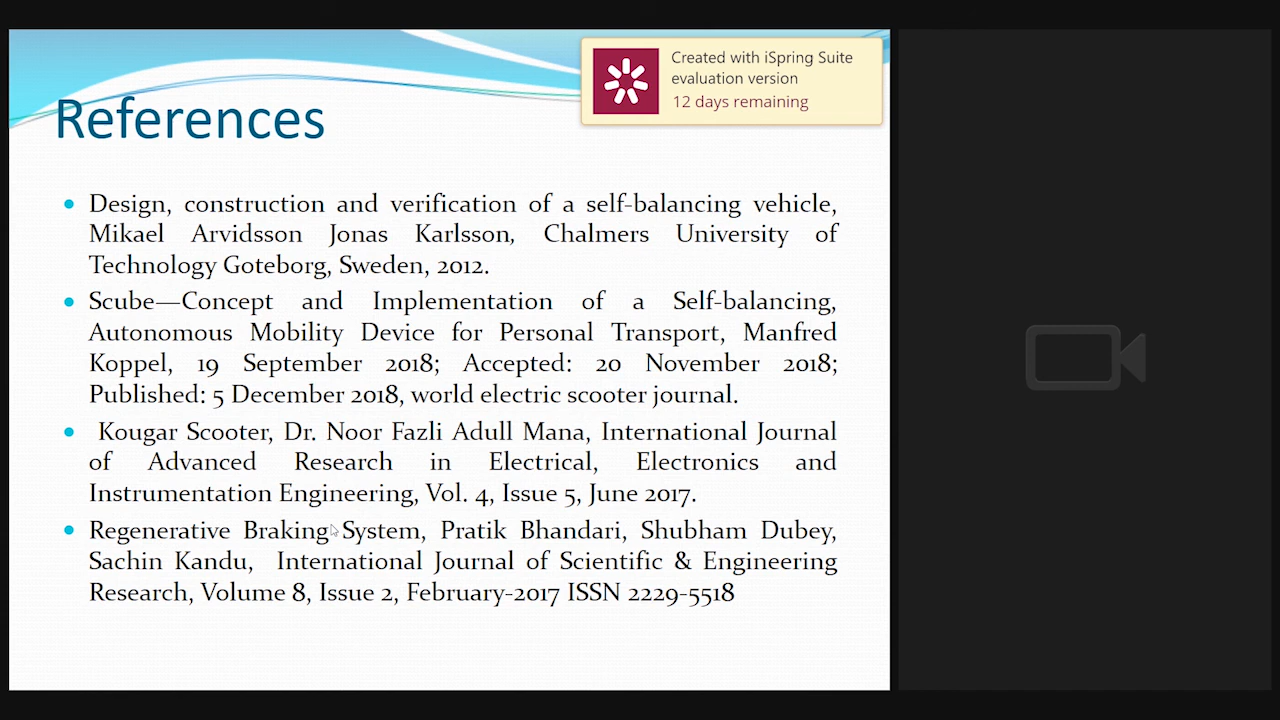 Created with iSpring Suite
evaluation version
12 days remaining
References
Design, construction and verification of a self-balancing vehicle,
Mikael Arvidsson Jonas Karlsson, Chalmers University of
Technology Goteborg, Sweden, 2012.
Scube—Concept and Implementation of a Self-balancing,
Autonomous Mobility Device for Personal Transport, Manfred
Koppel, 19 September 2018; Accepted: 20 November 2018;
Published: 5 December 2018, world electric scooter journal.
Kougar Scooter, Dr. Noor Fazli Adull Mana, International Journal
of Advanced Research in Electrical, Electronics and
Instrumentation Engineering, Vol. 4, Issue 5, June 2017.
Regenerative Braking System, Pratik Bhandari, Shubham Dubey,
Sachin Kandu, International Journal of Scientific & Engineering
Research, Volume 8, Issue 2, February-2017 ISSN 2229-5518